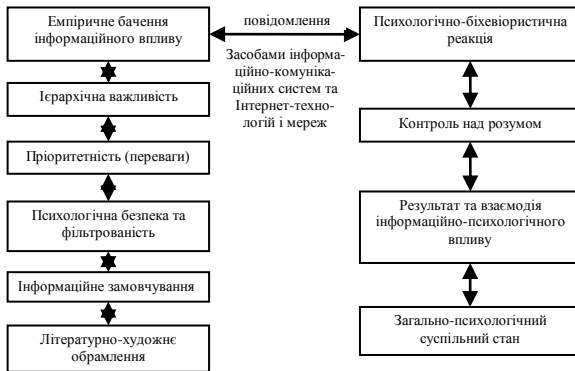 Емпіричне бачення
інформаційного впливу
Ієрархічна важливість
Пріоритетність (переваги)
Психологічна безпека та
фільтрованість
Інформаційне замовчування
Літературно-художнє
обрамлення
повідомлення
Засобами інформа-
ційно-комуніка-
ційних систем та
Інтернет-техно-
логій і мереж
Психологічно-біхевіористична
реакція
Контроль над розумом
Результат та взаємодія
інформаційно-психологічного
впливу
Загально-психологічний
суспільний стан